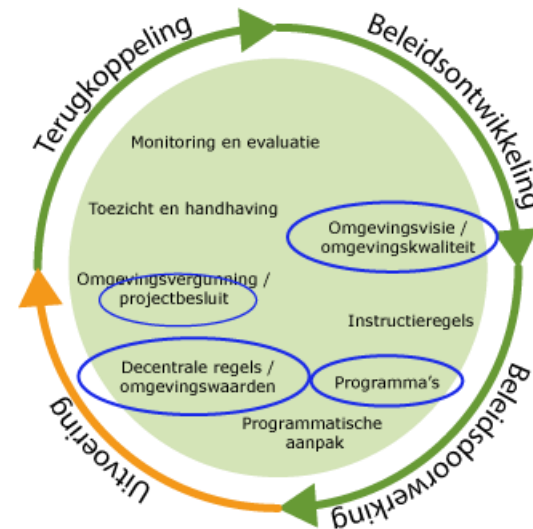 Terugkoppeling
Beleidsontwikkeling
Monitoring en evaluatie
Toezicht en handhaving
Omgevingsvisie /
omgevingskwaliteit
Omgevingsvergunning /
projectbesluit
Instructieregels
Decentrale regels /
omgevingswaarden
Programma's
Programmatische
aanpak
Uitvoering
Beleidsdoorwerking